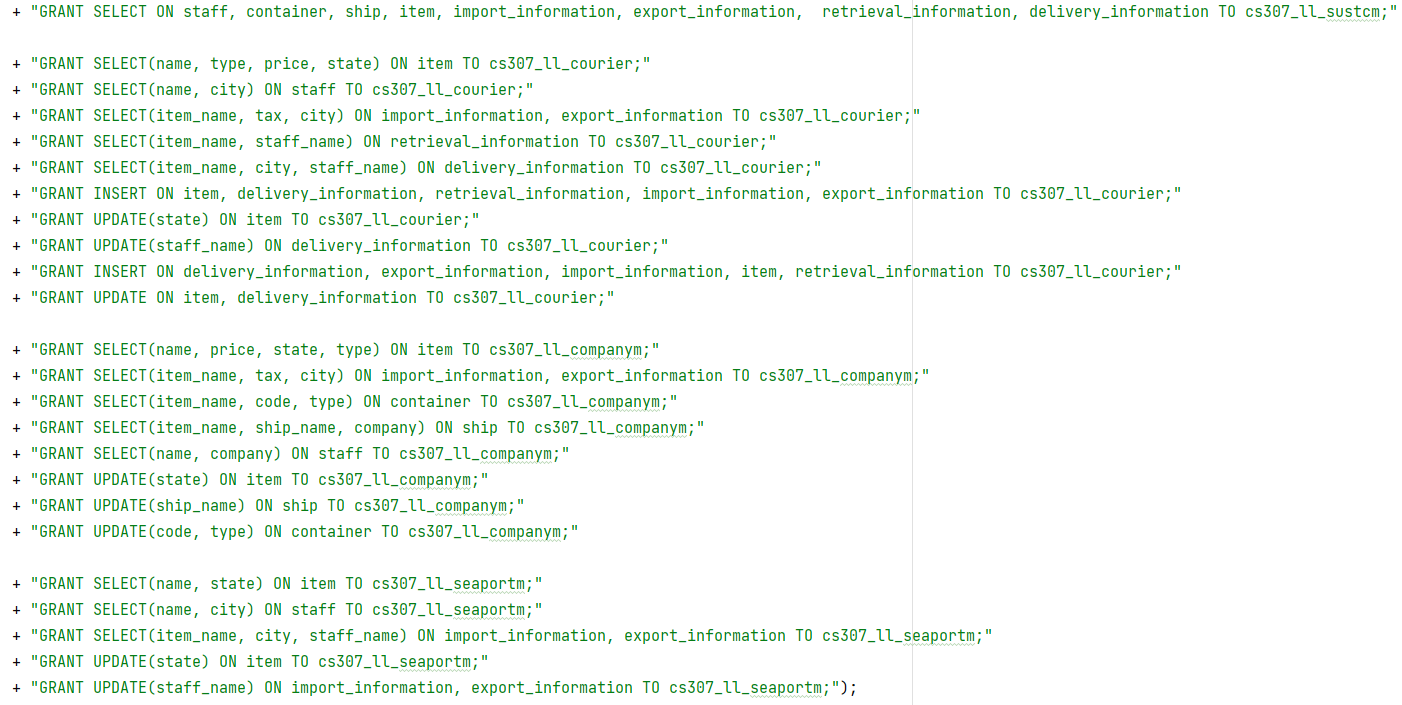 + "GRANT SELECT ON staff, container, ship, item, import_information, export_information,  retrieval_information, delivery_information TO cs307_ll_sustcm;"
+ "GRANT SELECT(name, type, price, state) ON item TO cs307_ll_courier;"
+ "GRANT SELECT(name, city) ON staff TO cs307_ll_courier;"
+ "GRANT SELECT(item_name, tax, city) ON import_information, export_information TO cs307_ll_courier;"
+ "GRANT SELECT(item_name, staff_name) ON retrieval_information TO cs307_ll_courier;"
+ "GRANT SELECT(item_name, city, staff_name) ON delivery_information TO cs307_ll_courier;"
+ "GRANT INSERT ON item, delivery_information, retrieval_information, import_information, export_information TO cs307_ll_courier;"
+ "GRANT UPDATE(state) ON item TO cs307_ll_courier;"
+ "GRANT UPDATE(staff_name) ON delivery_information TO cs307_ll_courier;"
+ "GRANT INSERT ON delivery_information, export_information, import_information, item, retrieval_information TO cs307_ll_courier;"
+ "GRANT UPDATE ON item, delivery_information TO cs307_ll_courier;"
+ "GRANT SELECT(name, price, state, type) ON item TO cs307_ll_companym;"
+ "GRANT SELECT(item_name, tax, city) ON import_information, export_information TO cs307_ll_companym;"
+ "GRANT SELECT(item_name, code, type) ON container TO cs307_ll_companym;"
+ "GRANT SELECT(item_name, ship_name, company) ON ship TO cs307_ll_companym;"
+ "GRANT SELECT(name, company) ON staff TO cs307_ll_companym;"
+ "GRANT UPDATE(state) ON item TO cs307_ll_companym;"
+ "GRANT UPDATE(ship_name) ON ship TO cs307_ll_companym;"
+ "GRANT UPDATE(code, type) ON container TO cs307_ll_companym;"
+ "GRANT SELECT(name, state) ON item TO cs307_ll_seaportm;"
+ "GRANT SELECT(name, city) ON staff TO cs307_ll_seaportm;"
+ "GRANT SELECT(item_name, city, staff_name) ON import_information, export_information TO cs307_ll_seaportm;"
+ "GRANT UPDATE(state) ON item TO cs307_ll_seaportm;"
+ "GRANT UPDATE(staff_name) ON import_information, export_information TO cs307_ll_seaportm;");